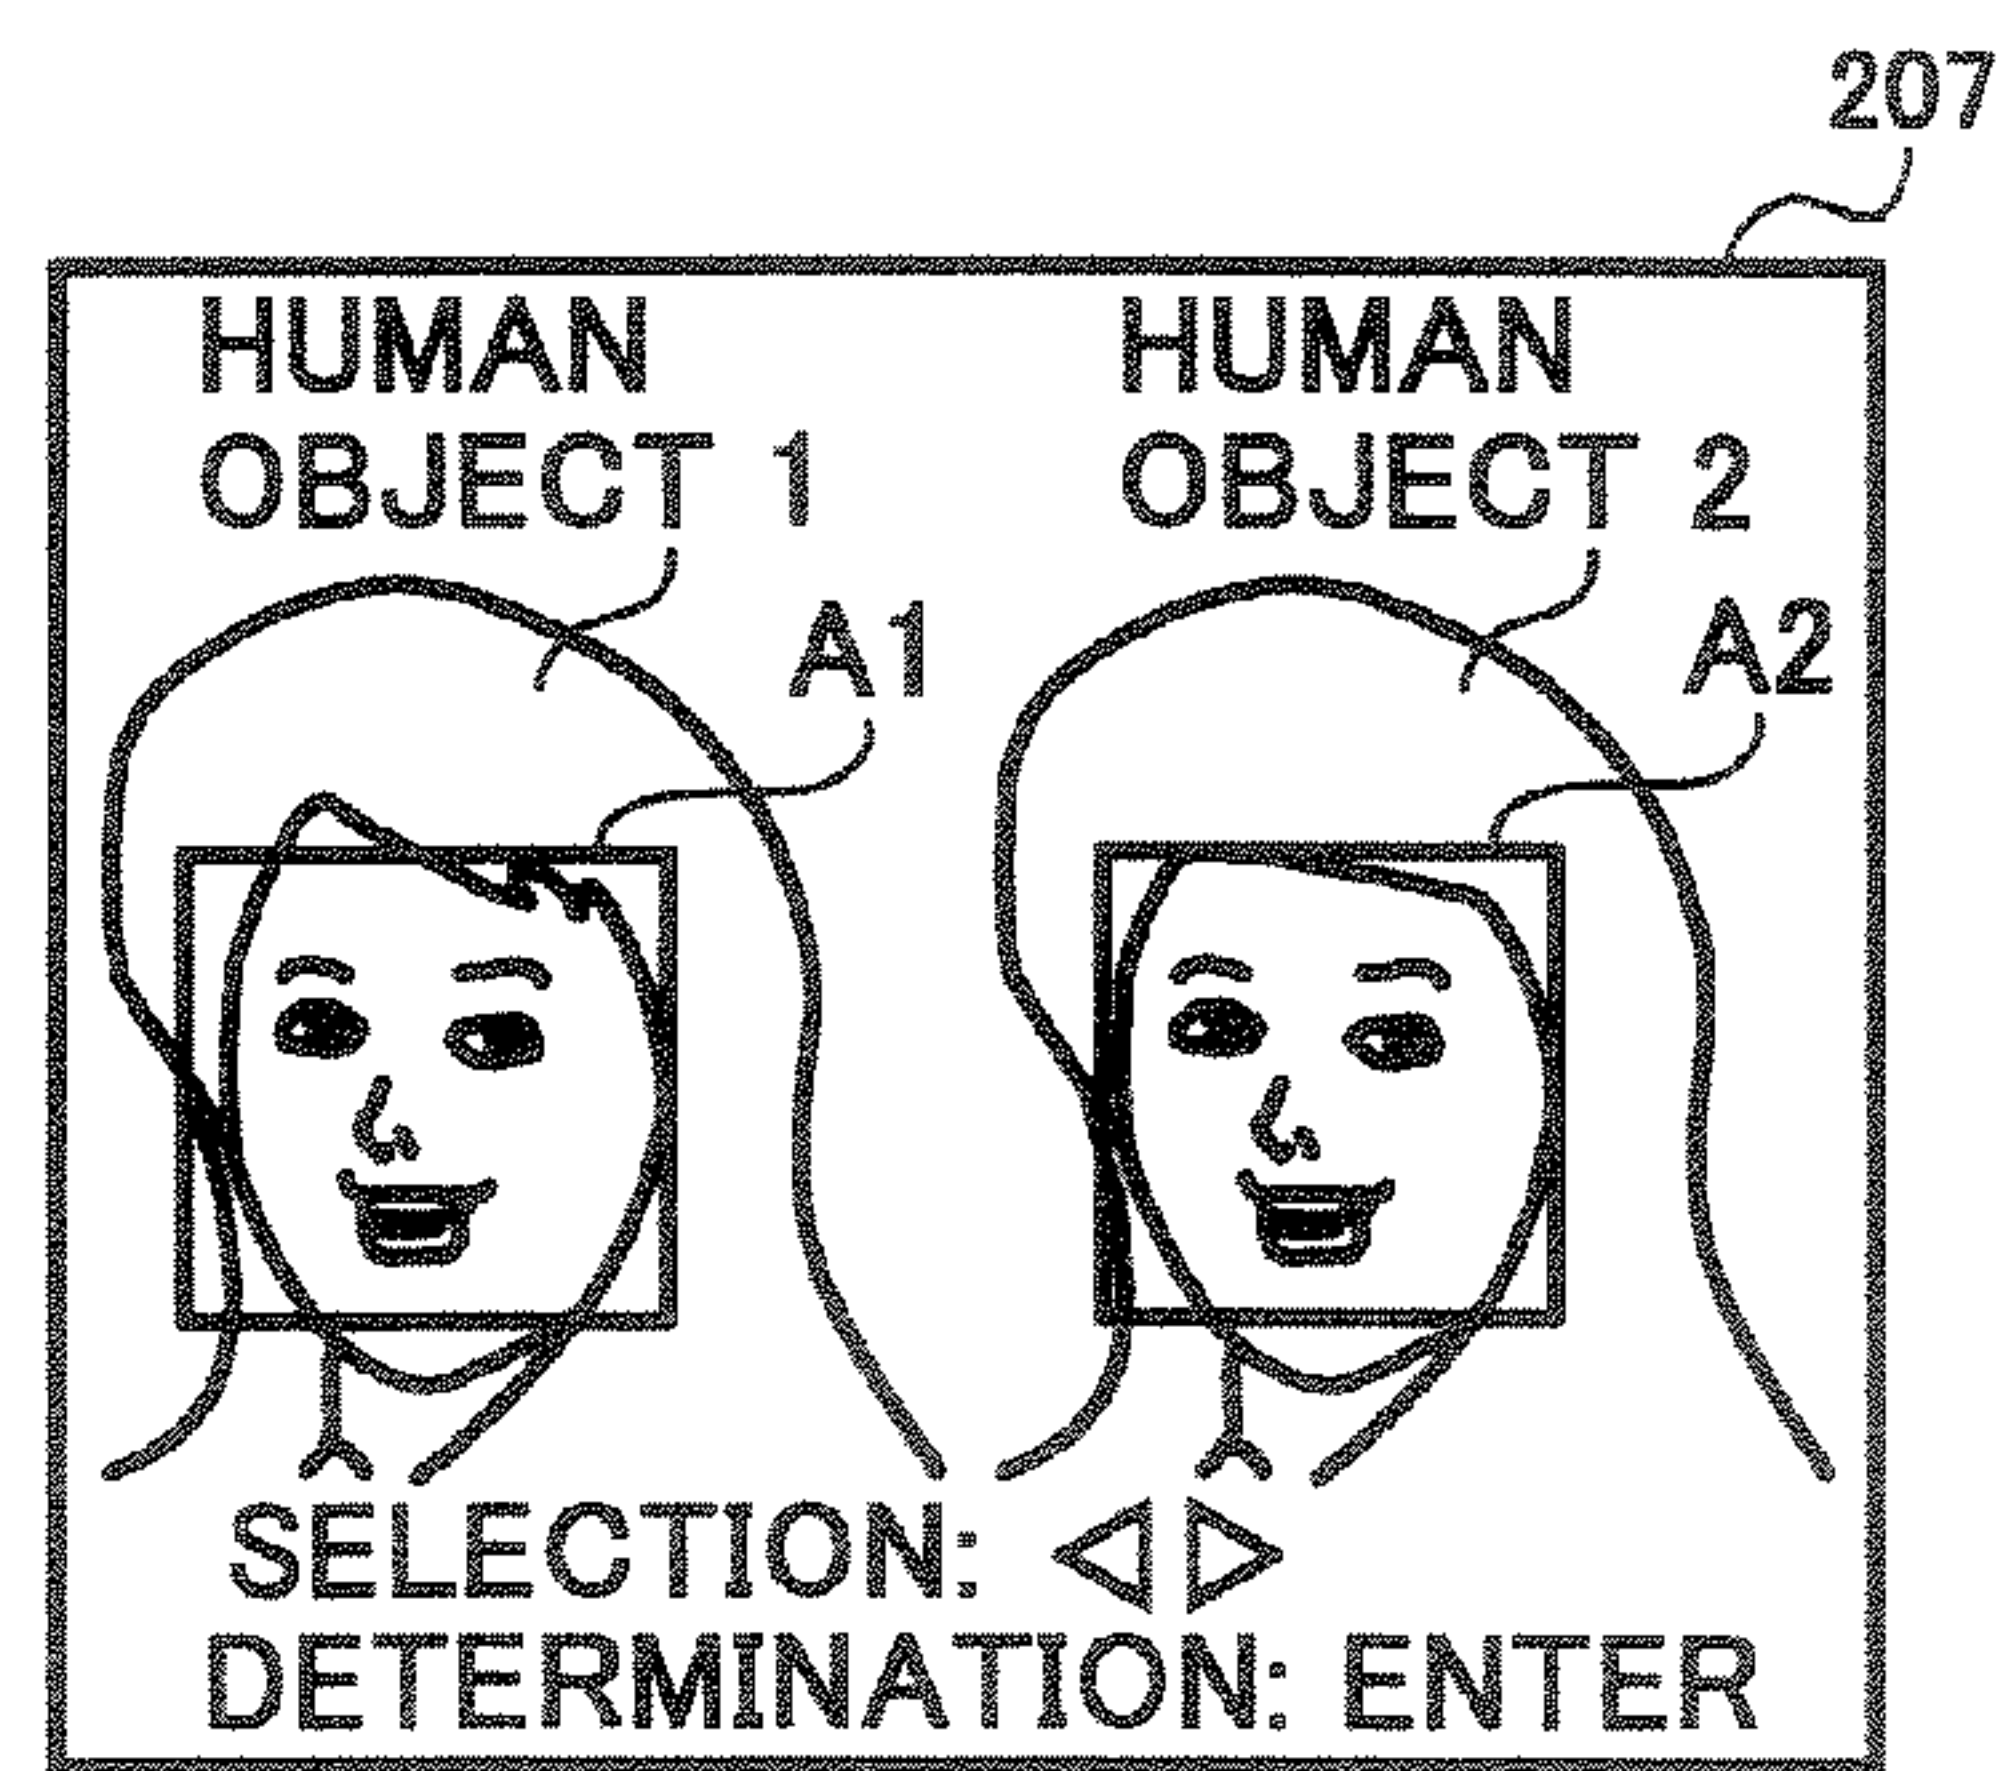 207
HUMAN OBJECT 1
HUMAN OBJECT 2
A1
A2
SELECTION: ◁ ▷
DETERMINATION: ENTER